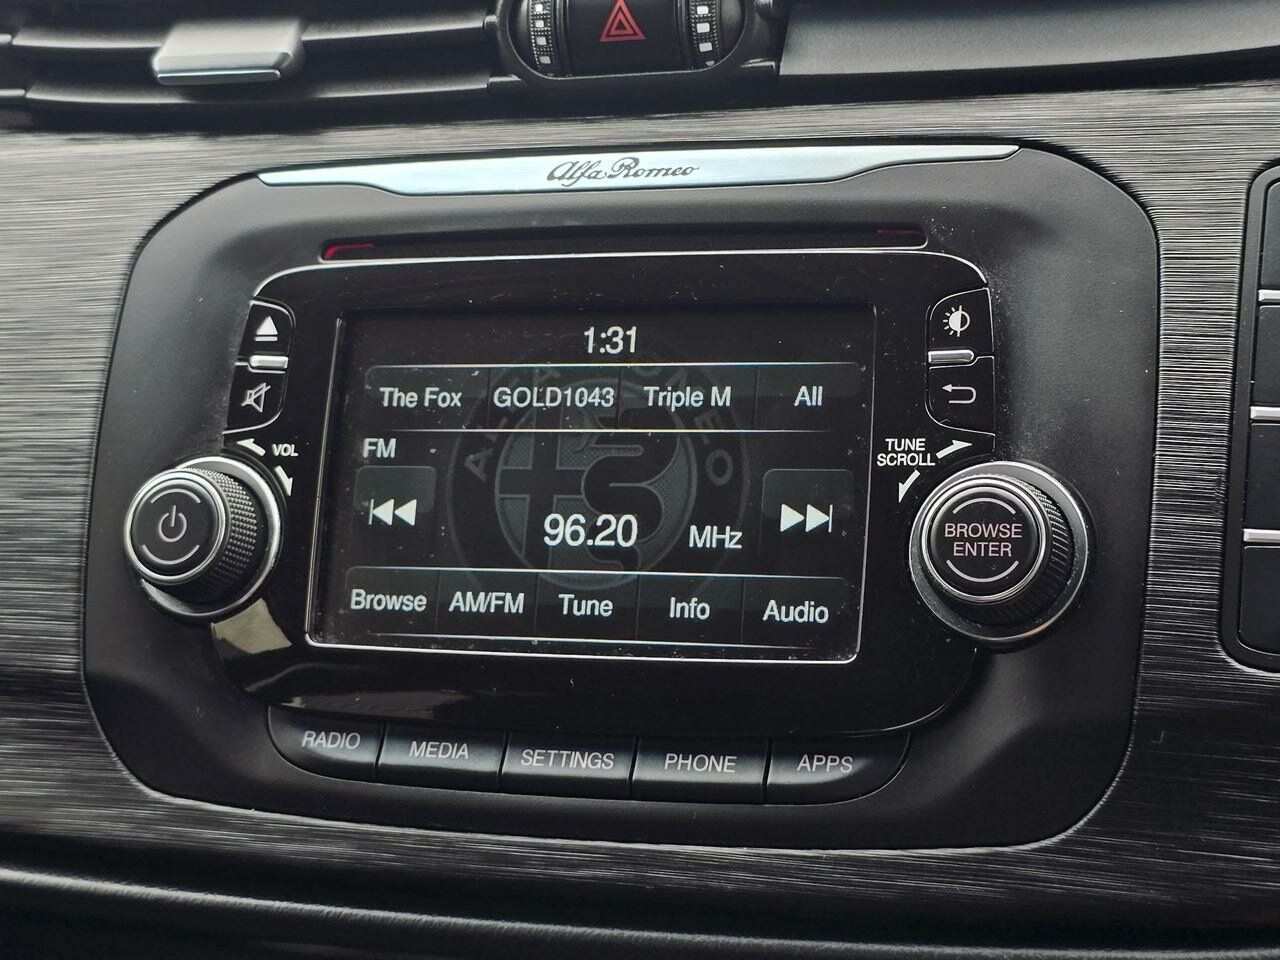 Alfa Romeo
1:31
The Fox GOLD1043 Triple M All
VOL
FM
TUNE
SCROLL
96.20 MHz
BROWSE
ENTER
Browse AM/FM Tune Info Audio
RADIO MEDIA SETTINGS PHONE APPS